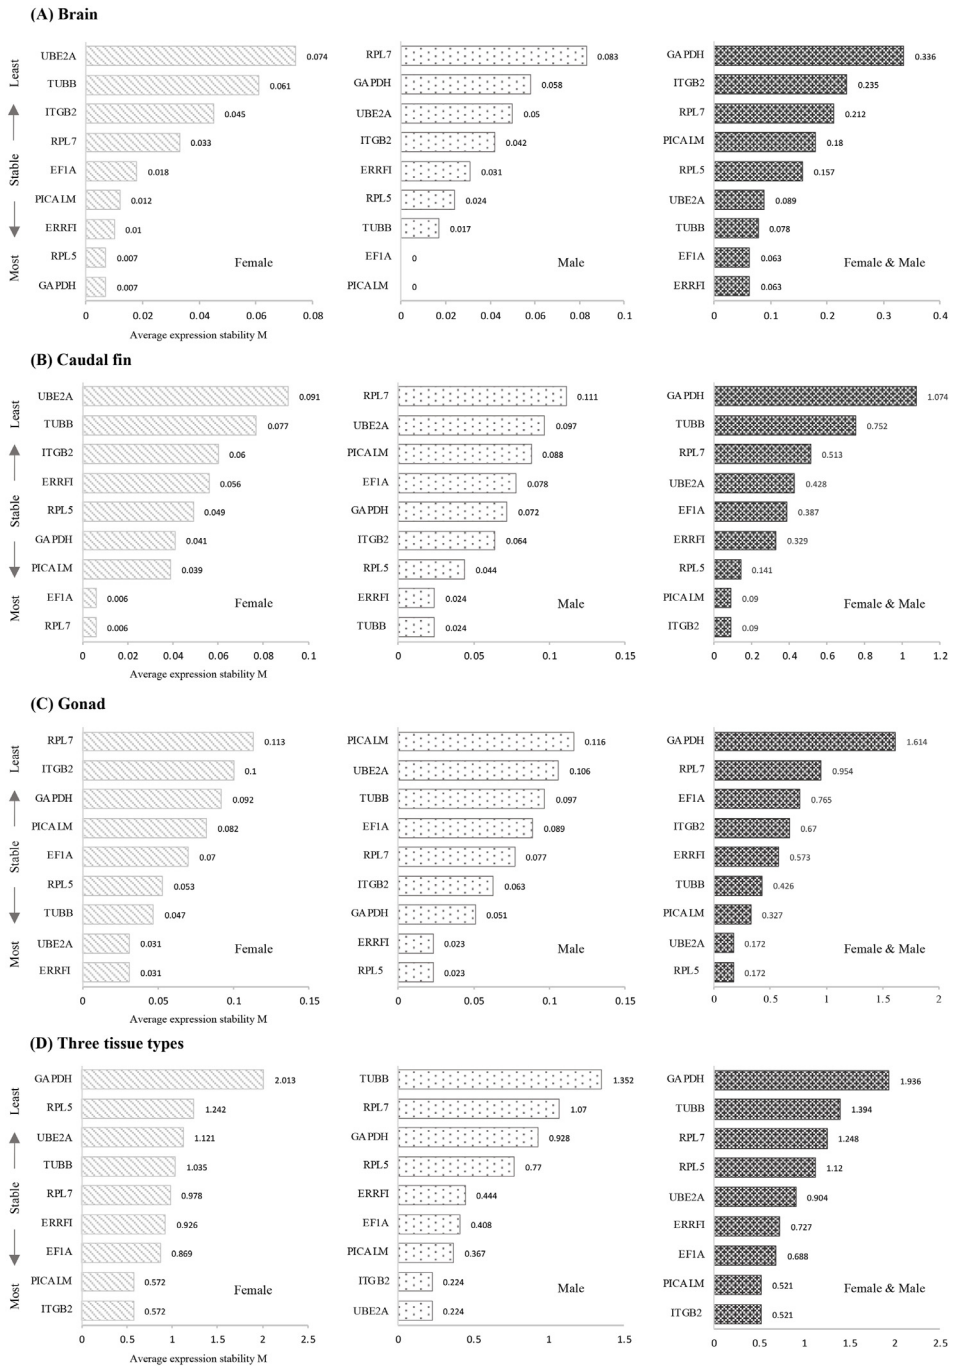 (A) Brain
Least
Stable
Most
UBE2A 0.074
TUBB 0.061
ITGB2 0.045
RPL7 0.033
EF1A 0.018
PICALM 0.012
ERRFI 0.01
RPL5 0.007
GAPDH 0.007
Female
0 0.02 0.04 0.06 0.08
Average expression stability M
RPL7 0.083
GAPDH 0.058
UBE2A 0.05
ITGB2 0.042
ERRFI 0.031
RPL5 0.024
TUBB 0.017
EF1A 0
PICALM 0
Male
0 0.02 0.04 0.06 0.08 0.1
GAPDH 0.336
ITGB2 0.235
RPL7 0.212
PICALM 0.18
RPL5 0.157
UBE2A 0.089
TUBB 0.078
EF1A 0.063
ERRFI 0.063
Female & Male
0 0.1 0.2 0.3 0.4
(B) Caudal fin
Least
Stable
Most
UBE2A 0.091
TUBB 0.077
ITGB2 0.06
ERRFI 0.056
RPL5 0.049
GAPDH 0.041
PICALM 0.039
EF1A 0.006
RPL7 0.006
Female
0 0.02 0.04 0.06 0.08 0.1
Average expression stability M
RPL7 0.111
UBE2A 0.097
PICALM 0.088
EF1A 0.078
GAPDH 0.072
ITGB2 0.064
RPL5 0.044
ERRFI 0.024
TUBB 0.024
Male
0 0.05 0.1 0.15
GAPDH 1.074
TUBB 0.752
RPL7 0.513
UBE2A 0.428
EF1A 0.387
ERRFI 0.329
RPL5 0.141
PICALM 0.09
ITGB2 0.09
Female & Male
0 0.2 0.4 0.6 0.8 1 1.2
(C) Gonad
Least
Stable
Most
RPL7 0.113
ITGB2 0.1
GAPDH 0.092
PICALM 0.082
EF1A 0.07
RPL5 0.053
TUBB 0.047
UBE2A 0.031
ERRFI 0.031
Female
0 0.05 0.1 0.15
Average expression stability M
PICALM 0.116
UBE2A 0.106
TUBB 0.097
EF1A 0.089
RPL7 0.077
ITGB2 0.063
GAPDH 0.051
ERRFI 0.023
RPL5 0.023
Male
0 0.05 0.1 0.15
GAPDH 1.614
RPL7 0.954
EF1A 0.765
ITGB2 0.67
ERRFI 0.573
TUBB 0.426
PICALM 0.327
UBE2A 0.172
RPL5 0.172
Female & Male
0 0.5 1 1.5 2
(D) Three tissue types
Least
Stable
Most
GAPDH 2.013
RPL5 1.242
UBE2A 1.121
TUBB 1.035
RPL7 0.978
ERRFI 0.926
EF1A 0.869
PICALM 0.572
ITGB2 0.572
Female
0 0.5 1 1.5 2 2.5
Average expression stability M
TUBB 1.352
RPL7 1.07
GAPDH 0.928
RPL5 0.77
ERRFI 0.444
EF1A 0.408
PICALM 0.367
ITGB2 0.224
UBE2A 0.224
Male
0 0.5 1 1.5
GAPDH 1.936
TUBB 1.394
RPL7 1.248
RPL5 1.12
UBE2A 0.904
ERRFI 0.727
EF1A 0.688
PICALM 0.521
ITGB2 0.521
Female & Male
0 0.5 1 1.5 2 2.5